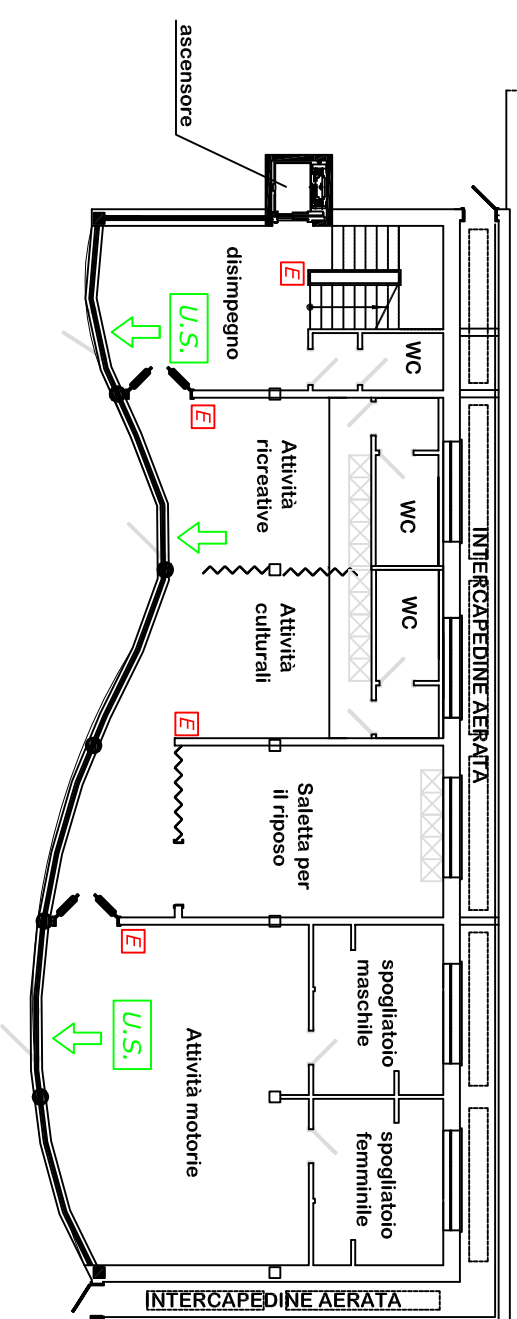 ascensore
disimpegno
E
U.S.
WC
E
Attività
ricreative
WC
INTERCAPEDINE AERATA
Attività
culturali
WC
E
Saletta per
il riposo
E
U.S.
Attività motorie
spogliatoio
maschile
spogliatoio
femminile
INTERCAPEDINE AERATA